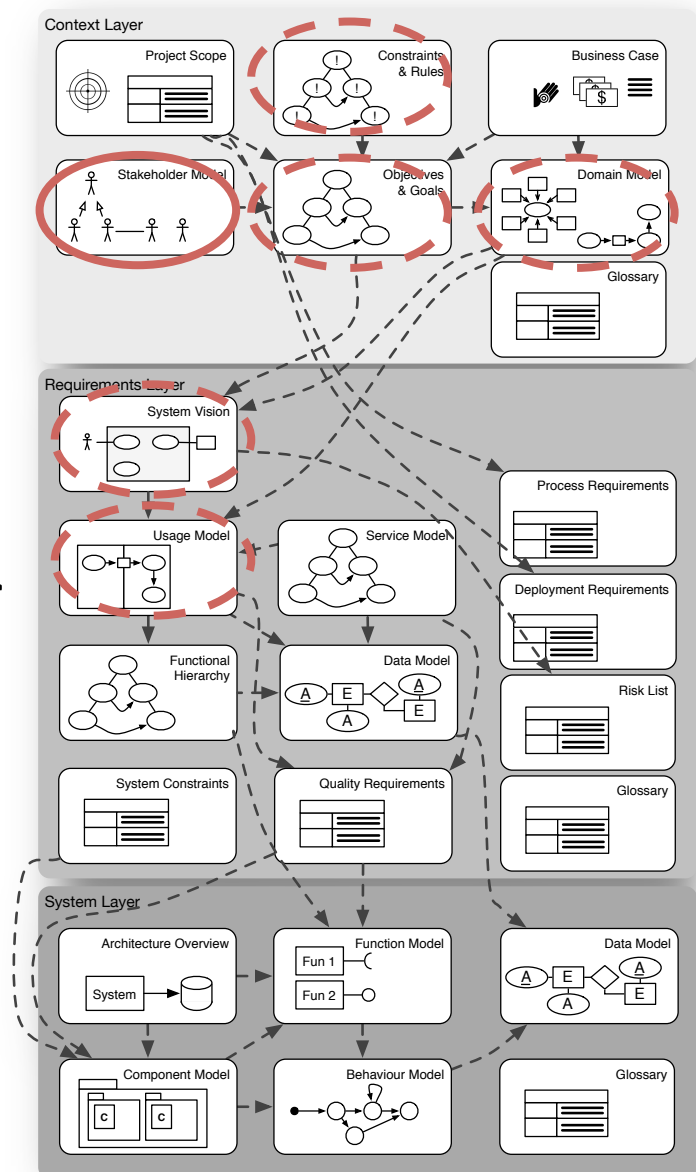 Context Layer
Project Scope
Constraints
& Rules
! ! ! ! !
Business Case
$
Stakeholder Model
Objectives
& Goals
Domain Model
Glossary
Requirements Layer
System Vision
Process Requirements
Usage Model
Service Model
Deployment Requirements
Functional
Hierarchy
Data Model
A E A
A E
Risk List
System Constraints
Quality Requirements
Glossary
System Layer
Architecture Overview
System
Function Model
Fun 1
Fun 2
Data Model
A E A
A E
Component Model
C C
Behaviour Model
Glossary